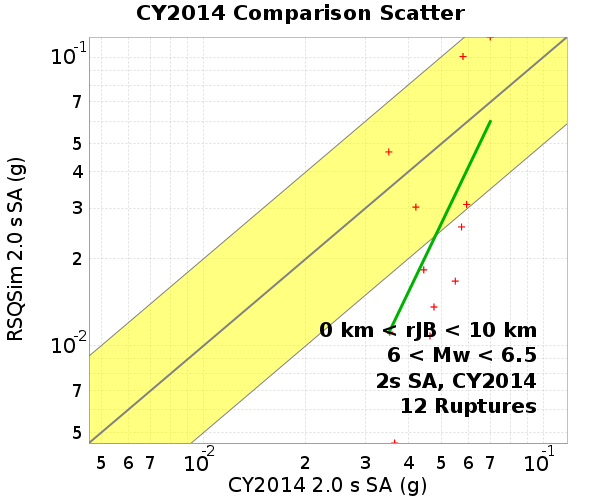 CY2014 Comparison Scatter
RSQSim 2.0 s SA (g)
10⁻¹
7
5
4
3
2
10⁻²
7
5
0 km < rJB < 10 km
6 < Mw < 6.5
2s SA, CY2014
12 Ruptures
5 6 7 10⁻² 2 3 4 5 6 7 10⁻¹
CY2014 2.0 s SA (g)